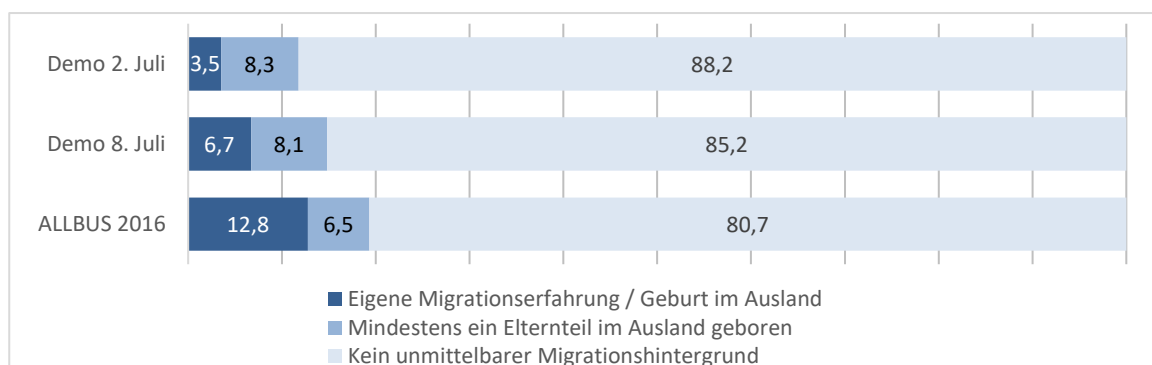 Demo 2. Juli 3,5 8,3 88,2
Demo 8. Juli 6,7 8,1 85,2
ALLBUS 2016 12,8 6,5 80,7
Eigene Migrationserfahrung / Geburt im Ausland
Mindestens ein Elternteil im Ausland geboren
Kein unmittelbarer Migrationshintergrund